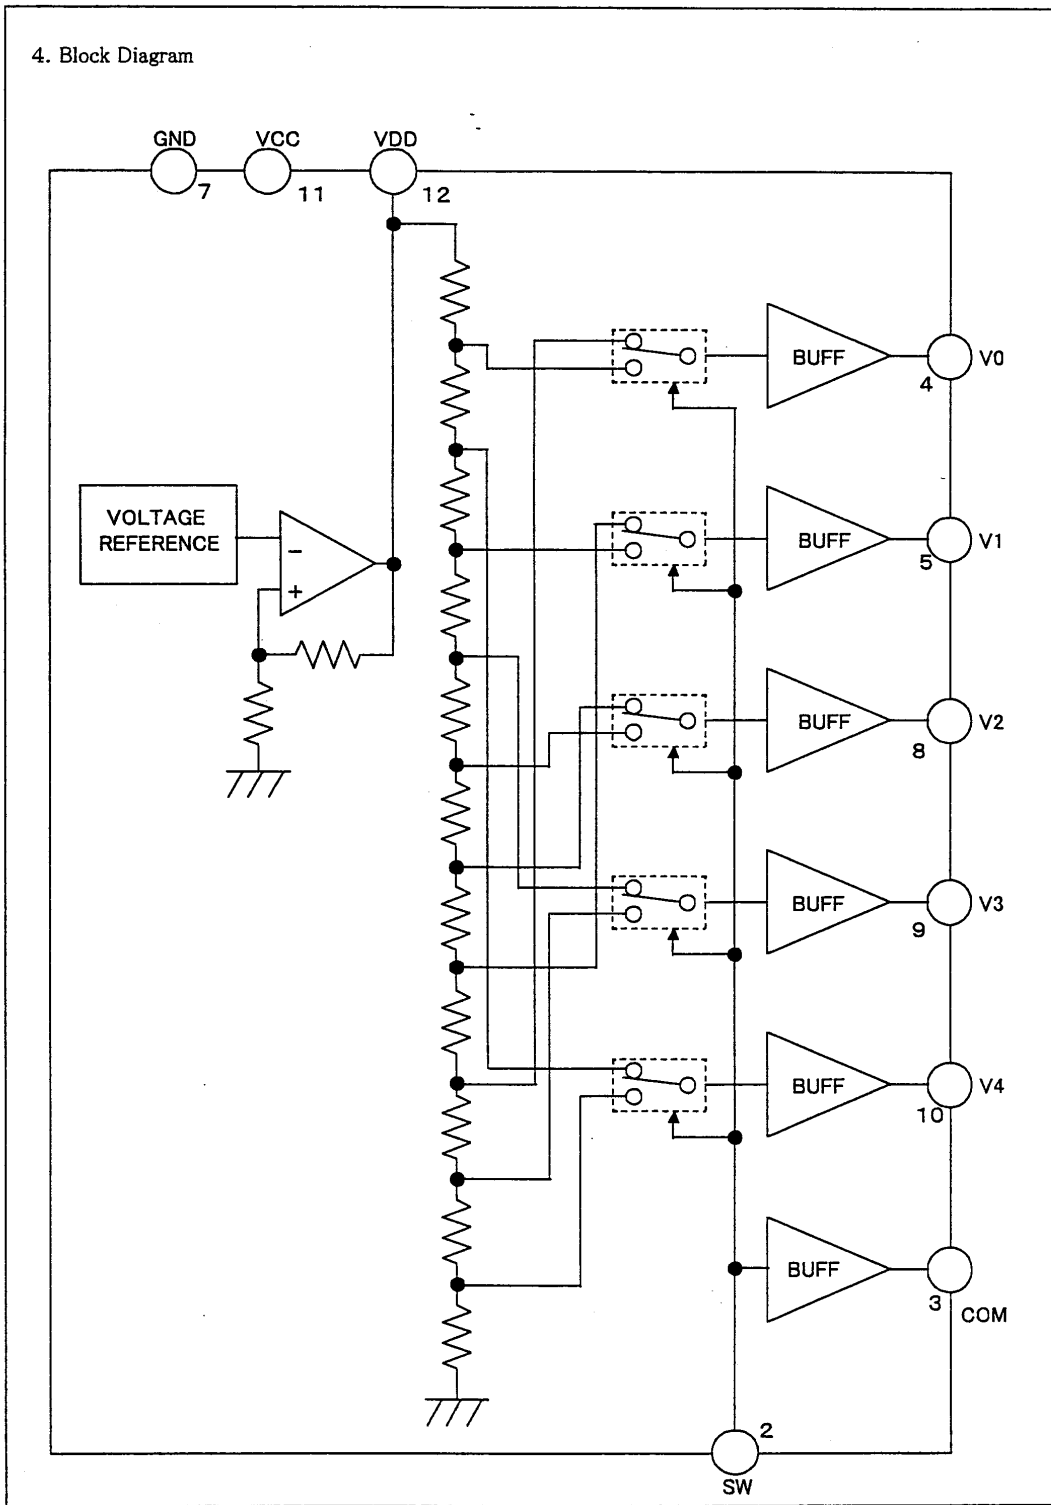 4. Block Diagram
GND
VCC
VDD
7
11
12
BUFF
V0
4
VOLTAGE
REFERENCE
−
+
BUFF
V1
5
BUFF
V2
8
BUFF
V3
9
BUFF
V4
10
BUFF
3
COM
2
SW